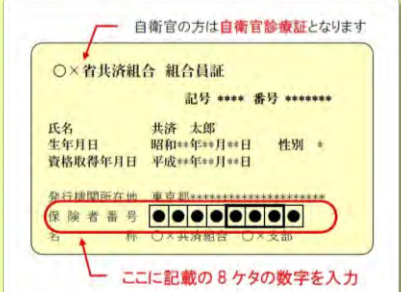 自衛官の方は自衛官診療証となります
○×省共済組合 組合員証
記号 **** 番号 *******
氏名 共済 太郎
生年月日 昭和**年**月**日 性別 *
資格取得年月日 平成**年**月**日
発行機関所在地 東京都**********************
保険者番号 ●●●●●●●●
名 称 ○×共済組合 ○×支部
ここに記載の8ケタの数字を入力